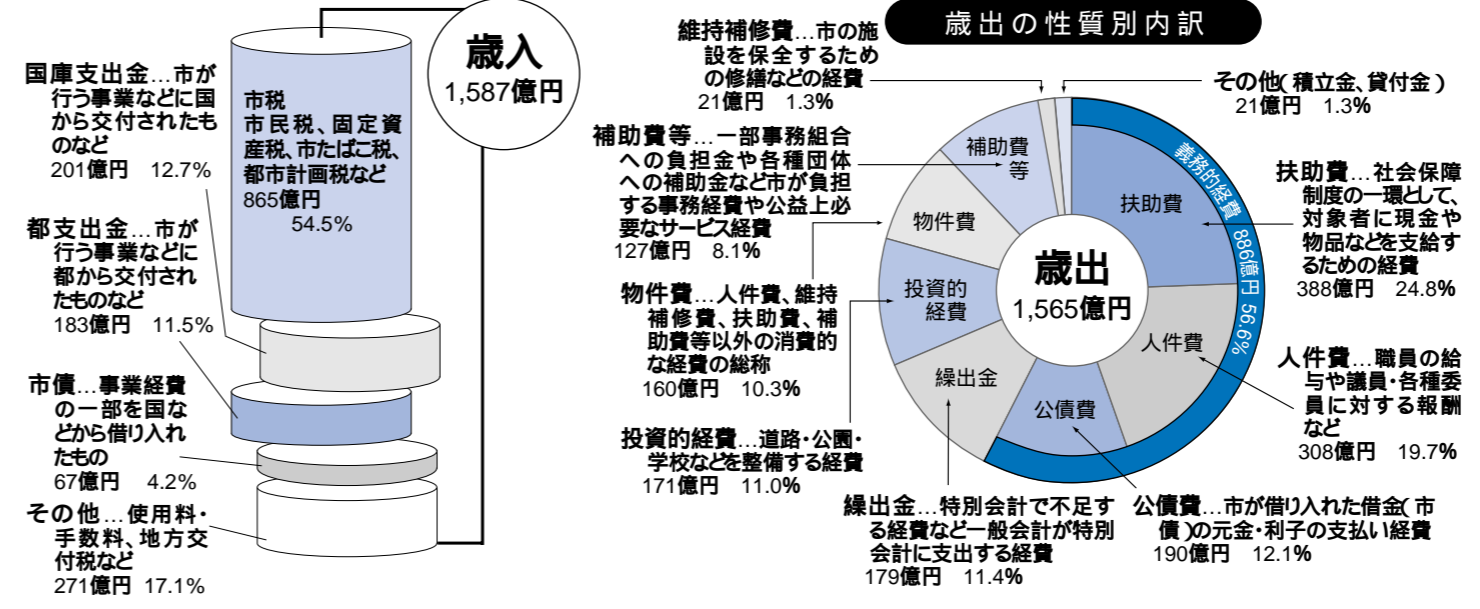 歳入
1,587億円
国庫支出金…市が
行う事業などに国
から交付されたも
のなど
201億円 12.7%
市税
市民税、固定資
産税、市たばこ税、
都市計画税など
865億円
54.5%
都支出金…市が
行う事業などに
都から交付され
たものなど
183億円 11.5%
市債…事業経費
の一部を国な
どから借り入れ
たもの
67億円 4.2%
その他…使用料・
手数料、地方交
付税など
271億円 17.1%
歳出の性質別内訳
維持補修費…市の施
設を保全するため
の修繕などの経費
21億円 1.3%
補助費等…一部事務組合
への負担金や各種団体
への補助金など市が負担
する事務経費や公益上必
要なサービス経費
127億円 8.1%
物件費…人件費、維持
補修費、扶助費、補
助費等以外の消費的
な経費の総称
160億円 10.3%
投資的経費…道路・公園・
学校などを整備する経費
171億円 11.0%
繰出金…特別会計で不足す
る経費など一般会計が特別
会計に支出する経費
179億円 11.4%
公債費…市が借り入れた借金(市
債)の元金・利子の支払い経費
190億円 12.1%
人件費…職員の給
与や議員・各種委
員に対する報酬
など
308億円 19.7%
扶助費…社会保障
制度の一環として、
対象者に現金や
物品などを支給す
るための経費
388億円 24.8%
その他(積立金、貸付金)
21億円 1.3%
歳出
1,565億円
義務的経費 886億円 56.6%
扶助費
人件費
公債費
繰出金
投資的
経費
物件費
補助費
等